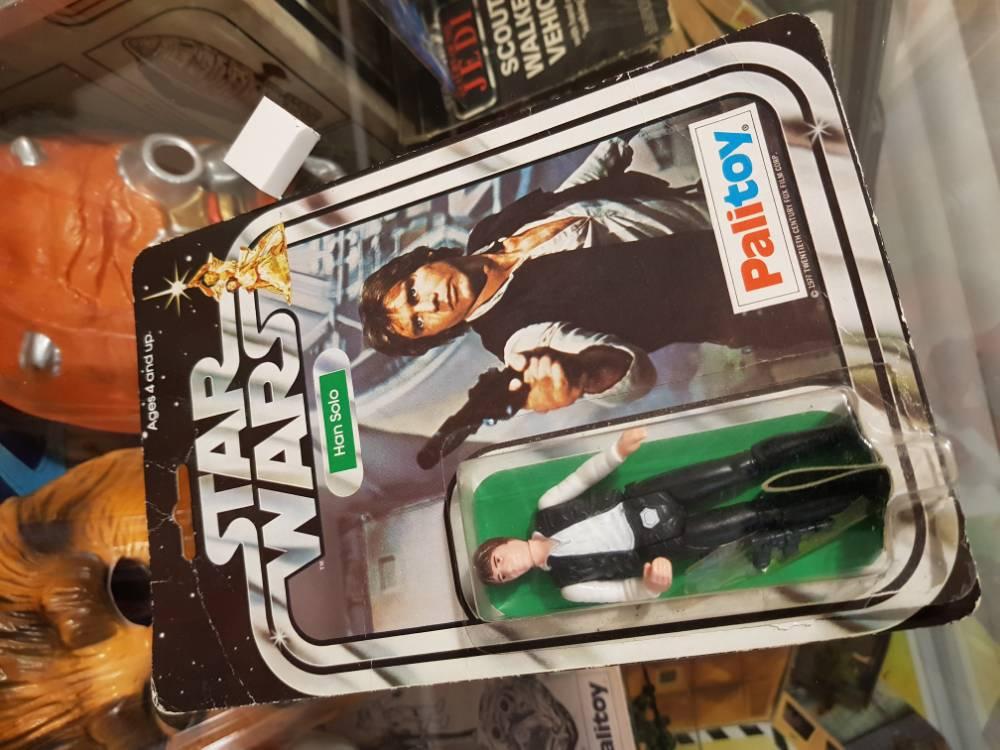 Ages 4 and up.
STAR
WARS
™
Han Solo
Palitoy®
© 1977 TWENTIETH CENTURY FOX FILM CORP.
JEDI
SCOUT
WALKE
VEHIC
alitoy